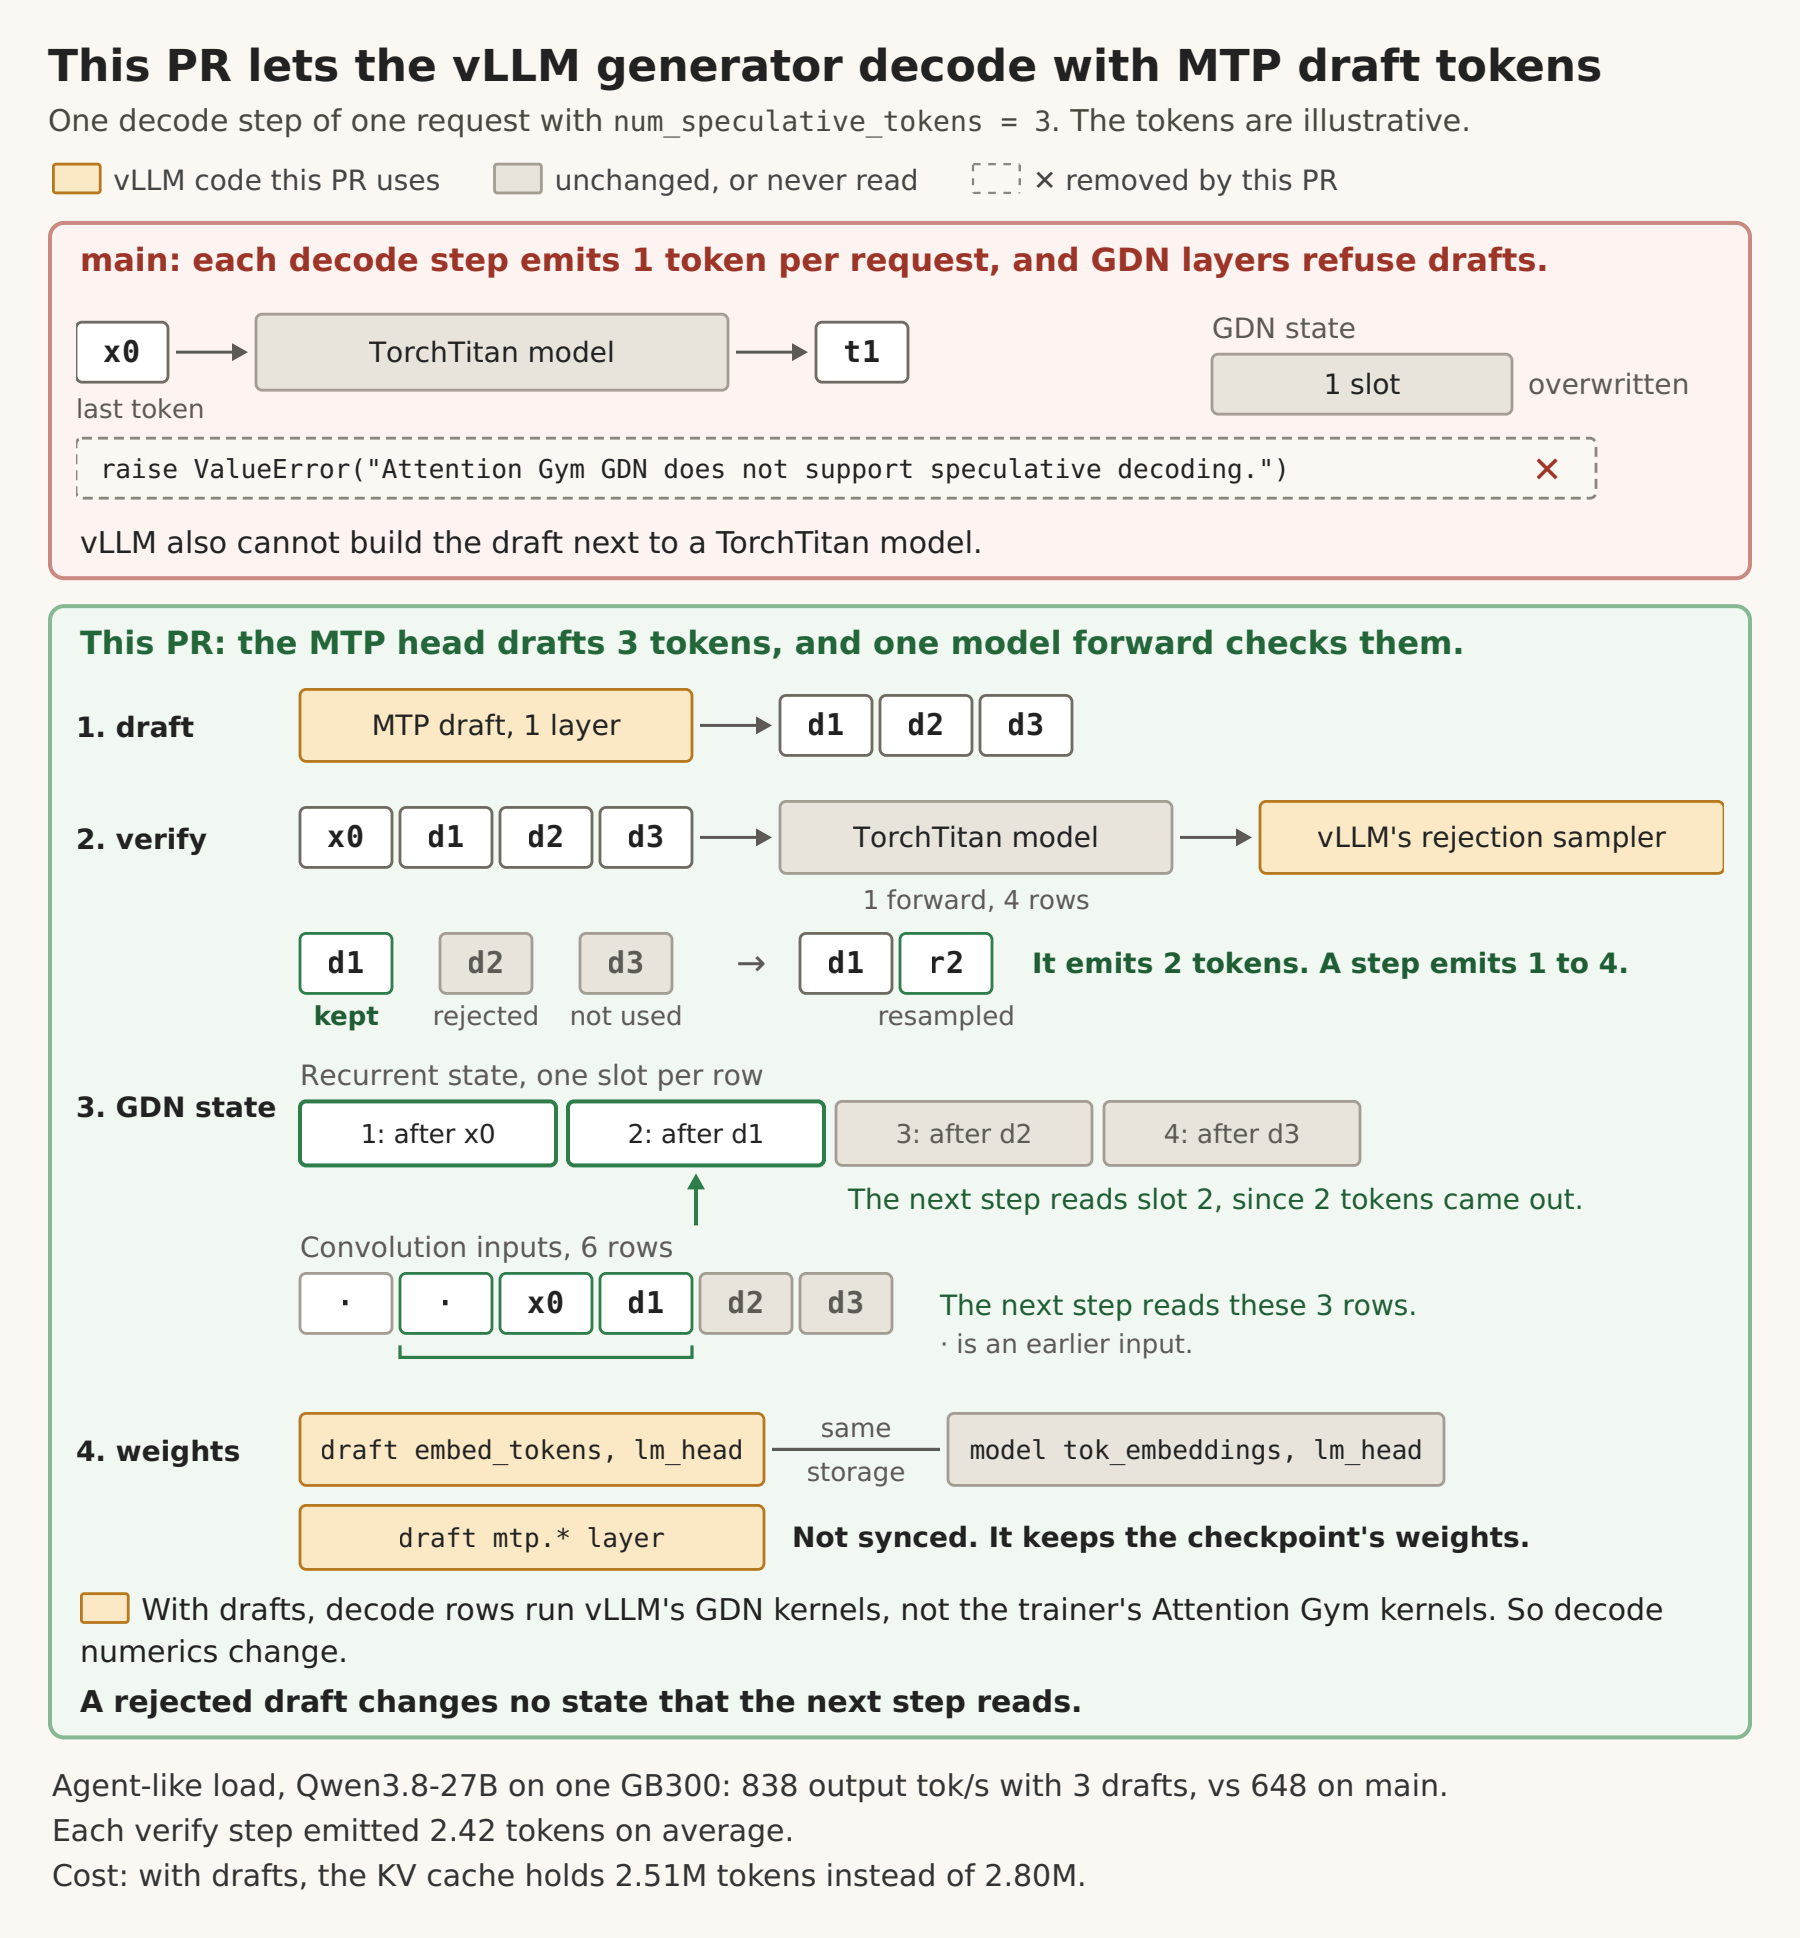 This PR lets the vLLM generator decode with MTP draft tokens
One decode step of one request with num_speculative_tokens = 3. The tokens are illustrative.
vLLM code this PR uses
unchanged, or never read
✕ removed by this PR
main: each decode step emits 1 token per request, and GDN layers refuse drafts.
x0
TorchTitan model
t1
last token
GDN state
1 slot
overwritten
raise ValueError("Attention Gym GDN does not support speculative decoding.") ✕
vLLM also cannot build the draft next to a TorchTitan model.
This PR: the MTP head drafts 3 tokens, and one model forward checks them.
1. draft
MTP draft, 1 layer
d1 d2 d3
2. verify
x0 d1 d2 d3
TorchTitan model
vLLM's rejection sampler
1 forward, 4 rows
d1 d2 d3 → d1 r2
It emits 2 tokens. A step emits 1 to 4.
kept rejected not used resampled
Recurrent state, one slot per row
3. GDN state
1: after x0
2: after d1
3: after d2
4: after d3
The next step reads slot 2, since 2 tokens came out.
Convolution inputs, 6 rows
· · x0 d1 d2 d3
The next step reads these 3 rows.
· is an earlier input.
4. weights
draft embed_tokens, lm_head
same
storage
model tok_embeddings, lm_head
draft mtp.* layer
Not synced. It keeps the checkpoint's weights.
With drafts, decode rows run vLLM's GDN kernels, not the trainer's Attention Gym kernels. So decode
numerics change.
A rejected draft changes no state that the next step reads.
Agent-like load, Qwen3.8-27B on one GB300: 838 output tok/s with 3 drafts, vs 648 on main.
Each verify step emitted 2.42 tokens on average.
Cost: with drafts, the KV cache holds 2.51M tokens instead of 2.80M.